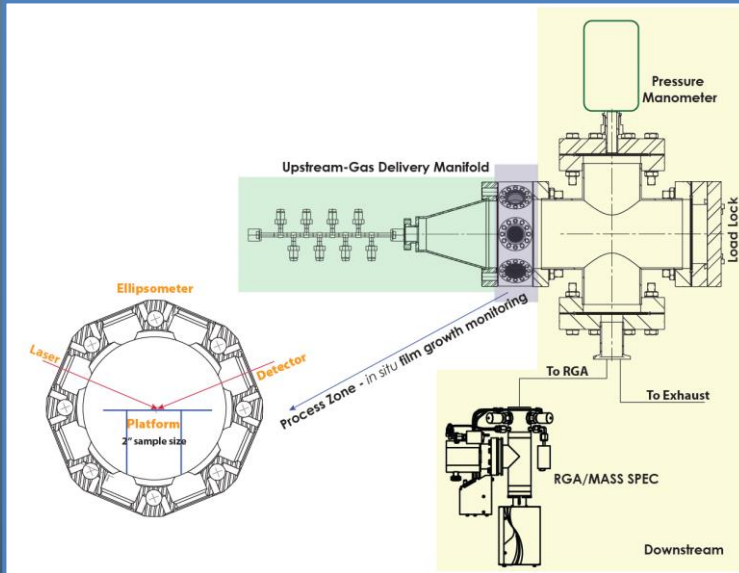 Pressure
Manometer
Upstream-Gas Delivery Manifold
Load Lock
Ellipsometer
Laser
Detector
Process Zone - in situ film growth monitoring
Platform
2" sample size
To RGA
To Exhaust
RGA/MASS SPEC
Downstream